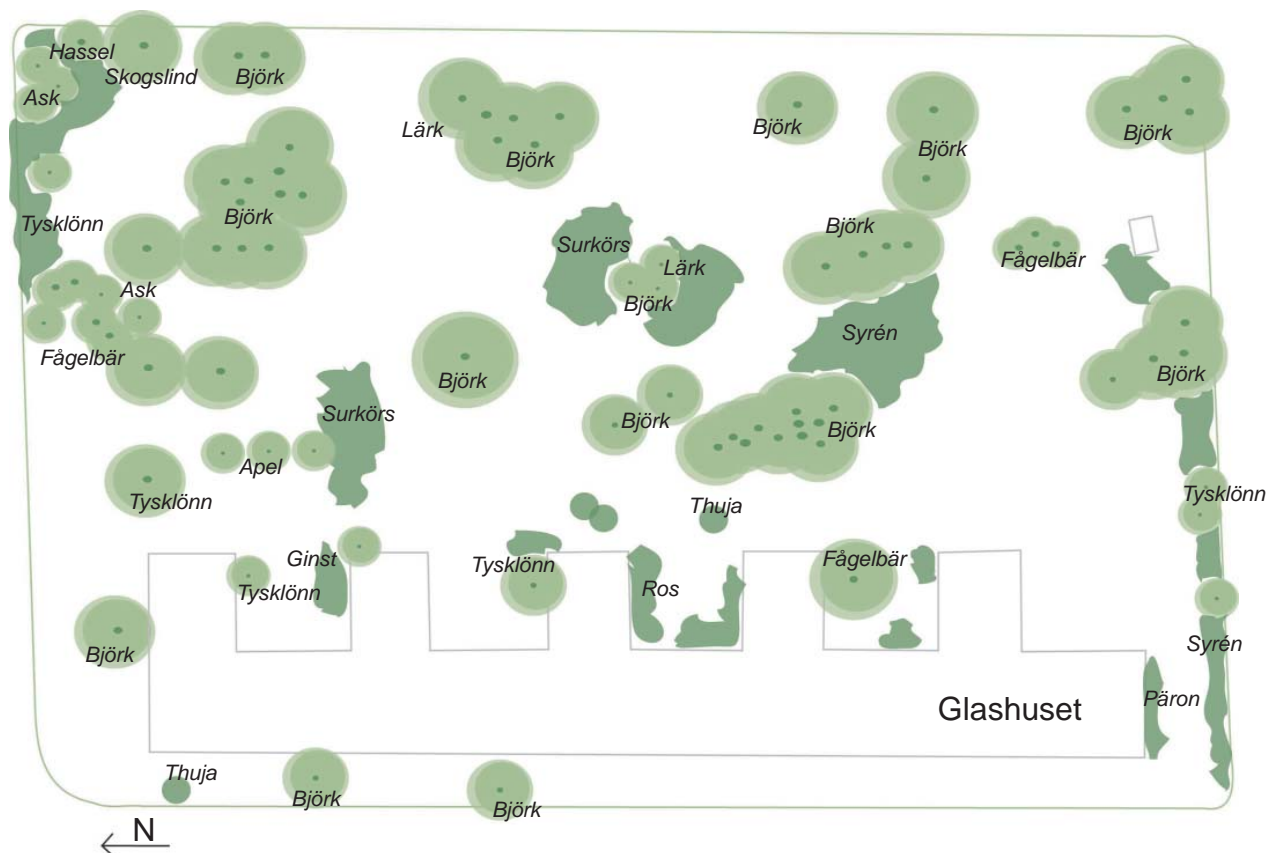 Hassel
Skogslind
Björk
Ask
Lärk
Björk
Björk
Björk
Björk
Tysklönn
Björk
Surkörs
Lärk
Björk
Björk
Fågelbär
Ask
Syrén
Fågelbär
Björk
Björk
Surkörs
Björk
Björk
Apel
Tysklönn
Tysklönn
Thuja
Ginst
Tysklönn
Tysklönn
Ros
Fågelbär
Björk
Syrén
Päron
Glashuset
Thuja
Björk
Björk
N